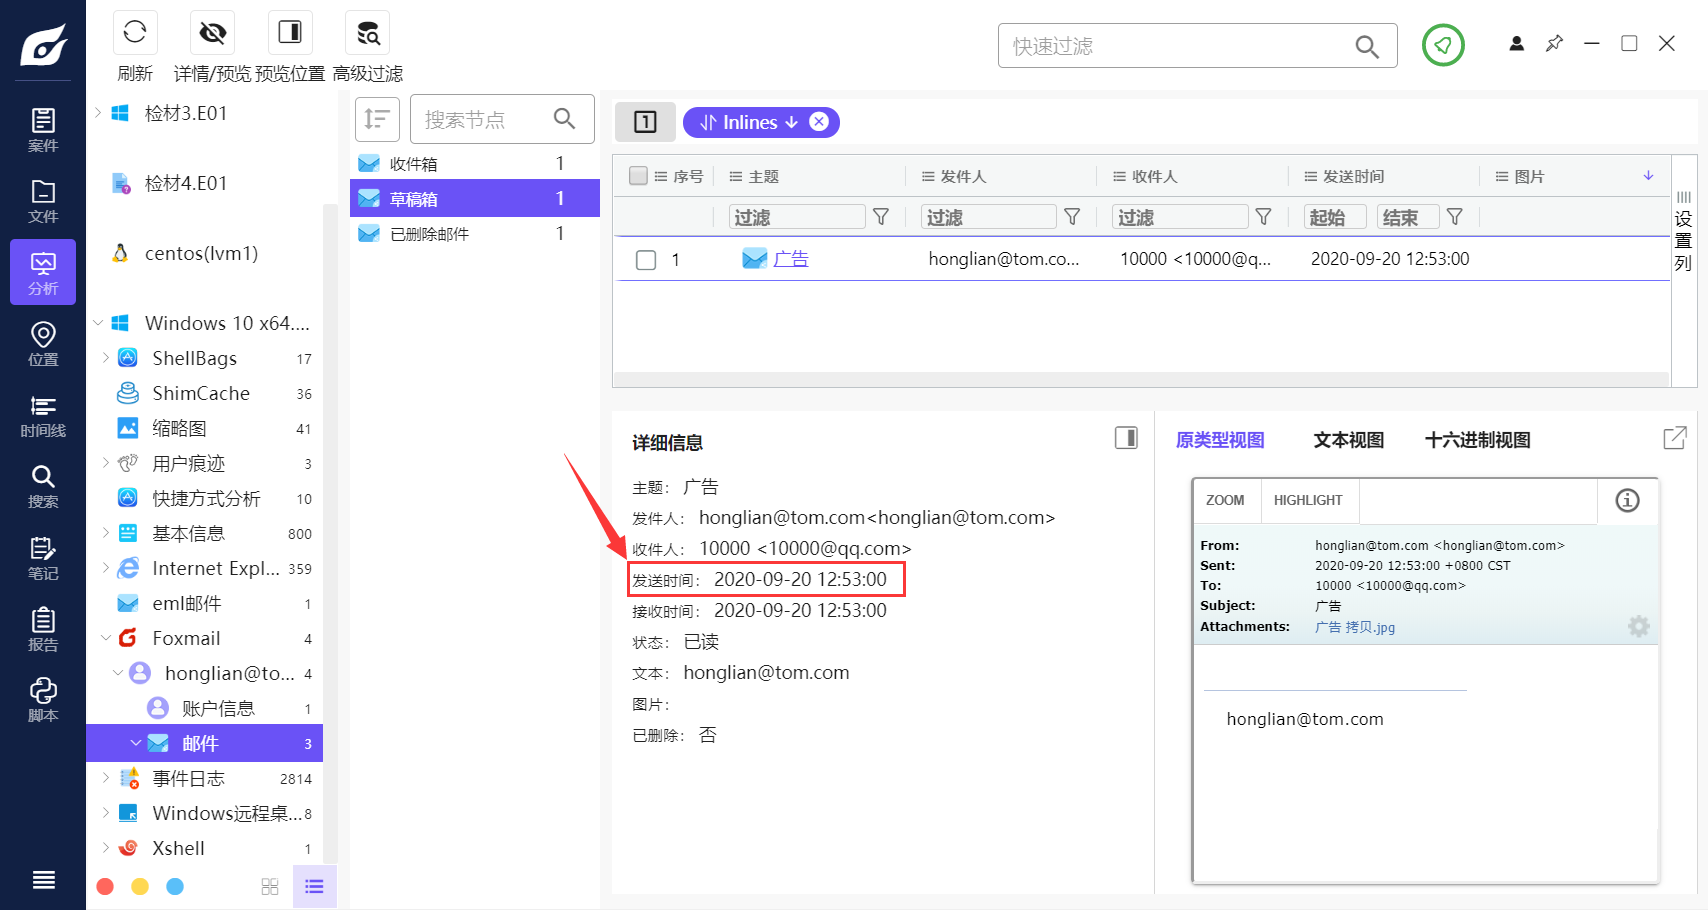 刷新
详情/预览
预览位置
高级过滤
快速过滤
案件
文件
分析
位置
时间线
搜索
笔记
报告
脚本
检材3.E01
检材4.E01
centos(lvm1)
Windows 10 x64....
ShellBags 17
ShimCache 36
缩略图 41
用户痕迹 3
快捷方式分析 10
基本信息 800
Internet Expl... 359
eml邮件 1
Foxmail 4
honglian@to... 4
账户信息 1
邮件 3
事件日志 2814
Windows远程桌... 8
Xshell 1
搜索节点
收件箱 1
草稿箱 1
已删除邮件 1
1 Inlines
序号 主题 发件人 收件人 发送时间 图片
过滤 过滤 过滤 起始 结束
1 广告 honglian@tom.co... 10000 <10000@q... 2020-09-20 12:53:00
设置列
详细信息
主题: 广告
发件人: honglian@tom.com<honglian@tom.com>
收件人: 10000 <10000@qq.com>
发送时间: 2020-09-20 12:53:00
接收时间: 2020-09-20 12:53:00
状态: 已读
文本: honglian@tom.com
图片:
已删除: 否
原类型视图 文本视图 十六进制视图
ZOOM HIGHLIGHT
From: honglian@tom.com <honglian@tom.com>
Sent: 2020-09-20 12:53:00 +0800 CST
To: 10000 <10000@qq.com>
Subject: 广告
Attachments: 广告 拷贝.jpg
honglian@tom.com